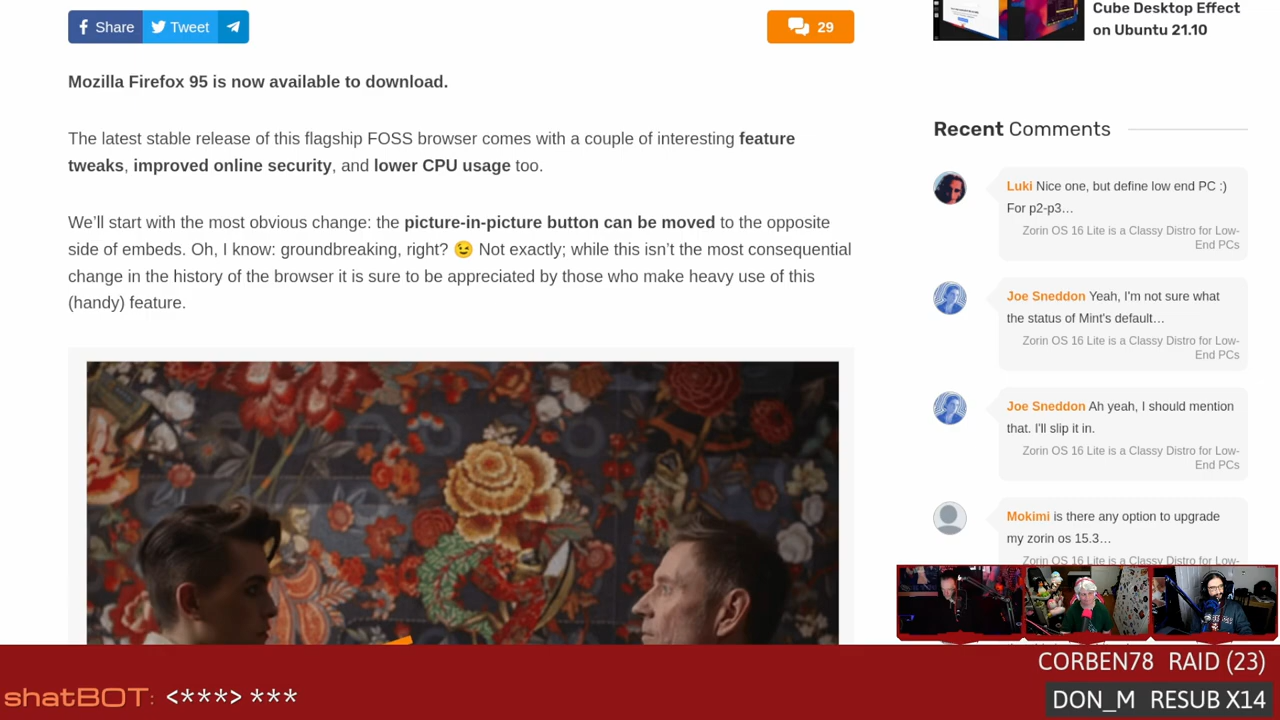 Share Tweet
29
Mozilla Firefox 95 is now available to download.
The latest stable release of this flagship FOSS browser comes with a couple of interesting feature
tweaks, improved online security, and lower CPU usage too.
We’ll start with the most obvious change: the picture-in-picture button can be moved to the opposite
side of embeds. Oh, I know: groundbreaking, right? 😉 Not exactly; while this isn’t the most consequential
change in the history of the browser it is sure to be appreciated by those who make heavy use of this
(handy) feature.
Cube Desktop Effect
on Ubuntu 21.10
Recent Comments
Luki Nice one, but define low end PC :)
For p2-p3…
Zorin OS 16 Lite is a Classy Distro for Low-
End PCs
Joe Sneddon Yeah, I'm not sure what
the status of Mint's default…
Zorin OS 16 Lite is a Classy Distro for Low-
End PCs
Joe Sneddon Ah yeah, I should mention
that. I'll slip it in.
Zorin OS 16 Lite is a Classy Distro for Low-
End PCs
Mokimi is there any option to upgrade
my zorin os 15.3…
Zorin OS 16 Lite is a Classy Distro for Low-
CORBEN78 RAID (23)
shatBOT: <***> ***
DON_M RESUB X14